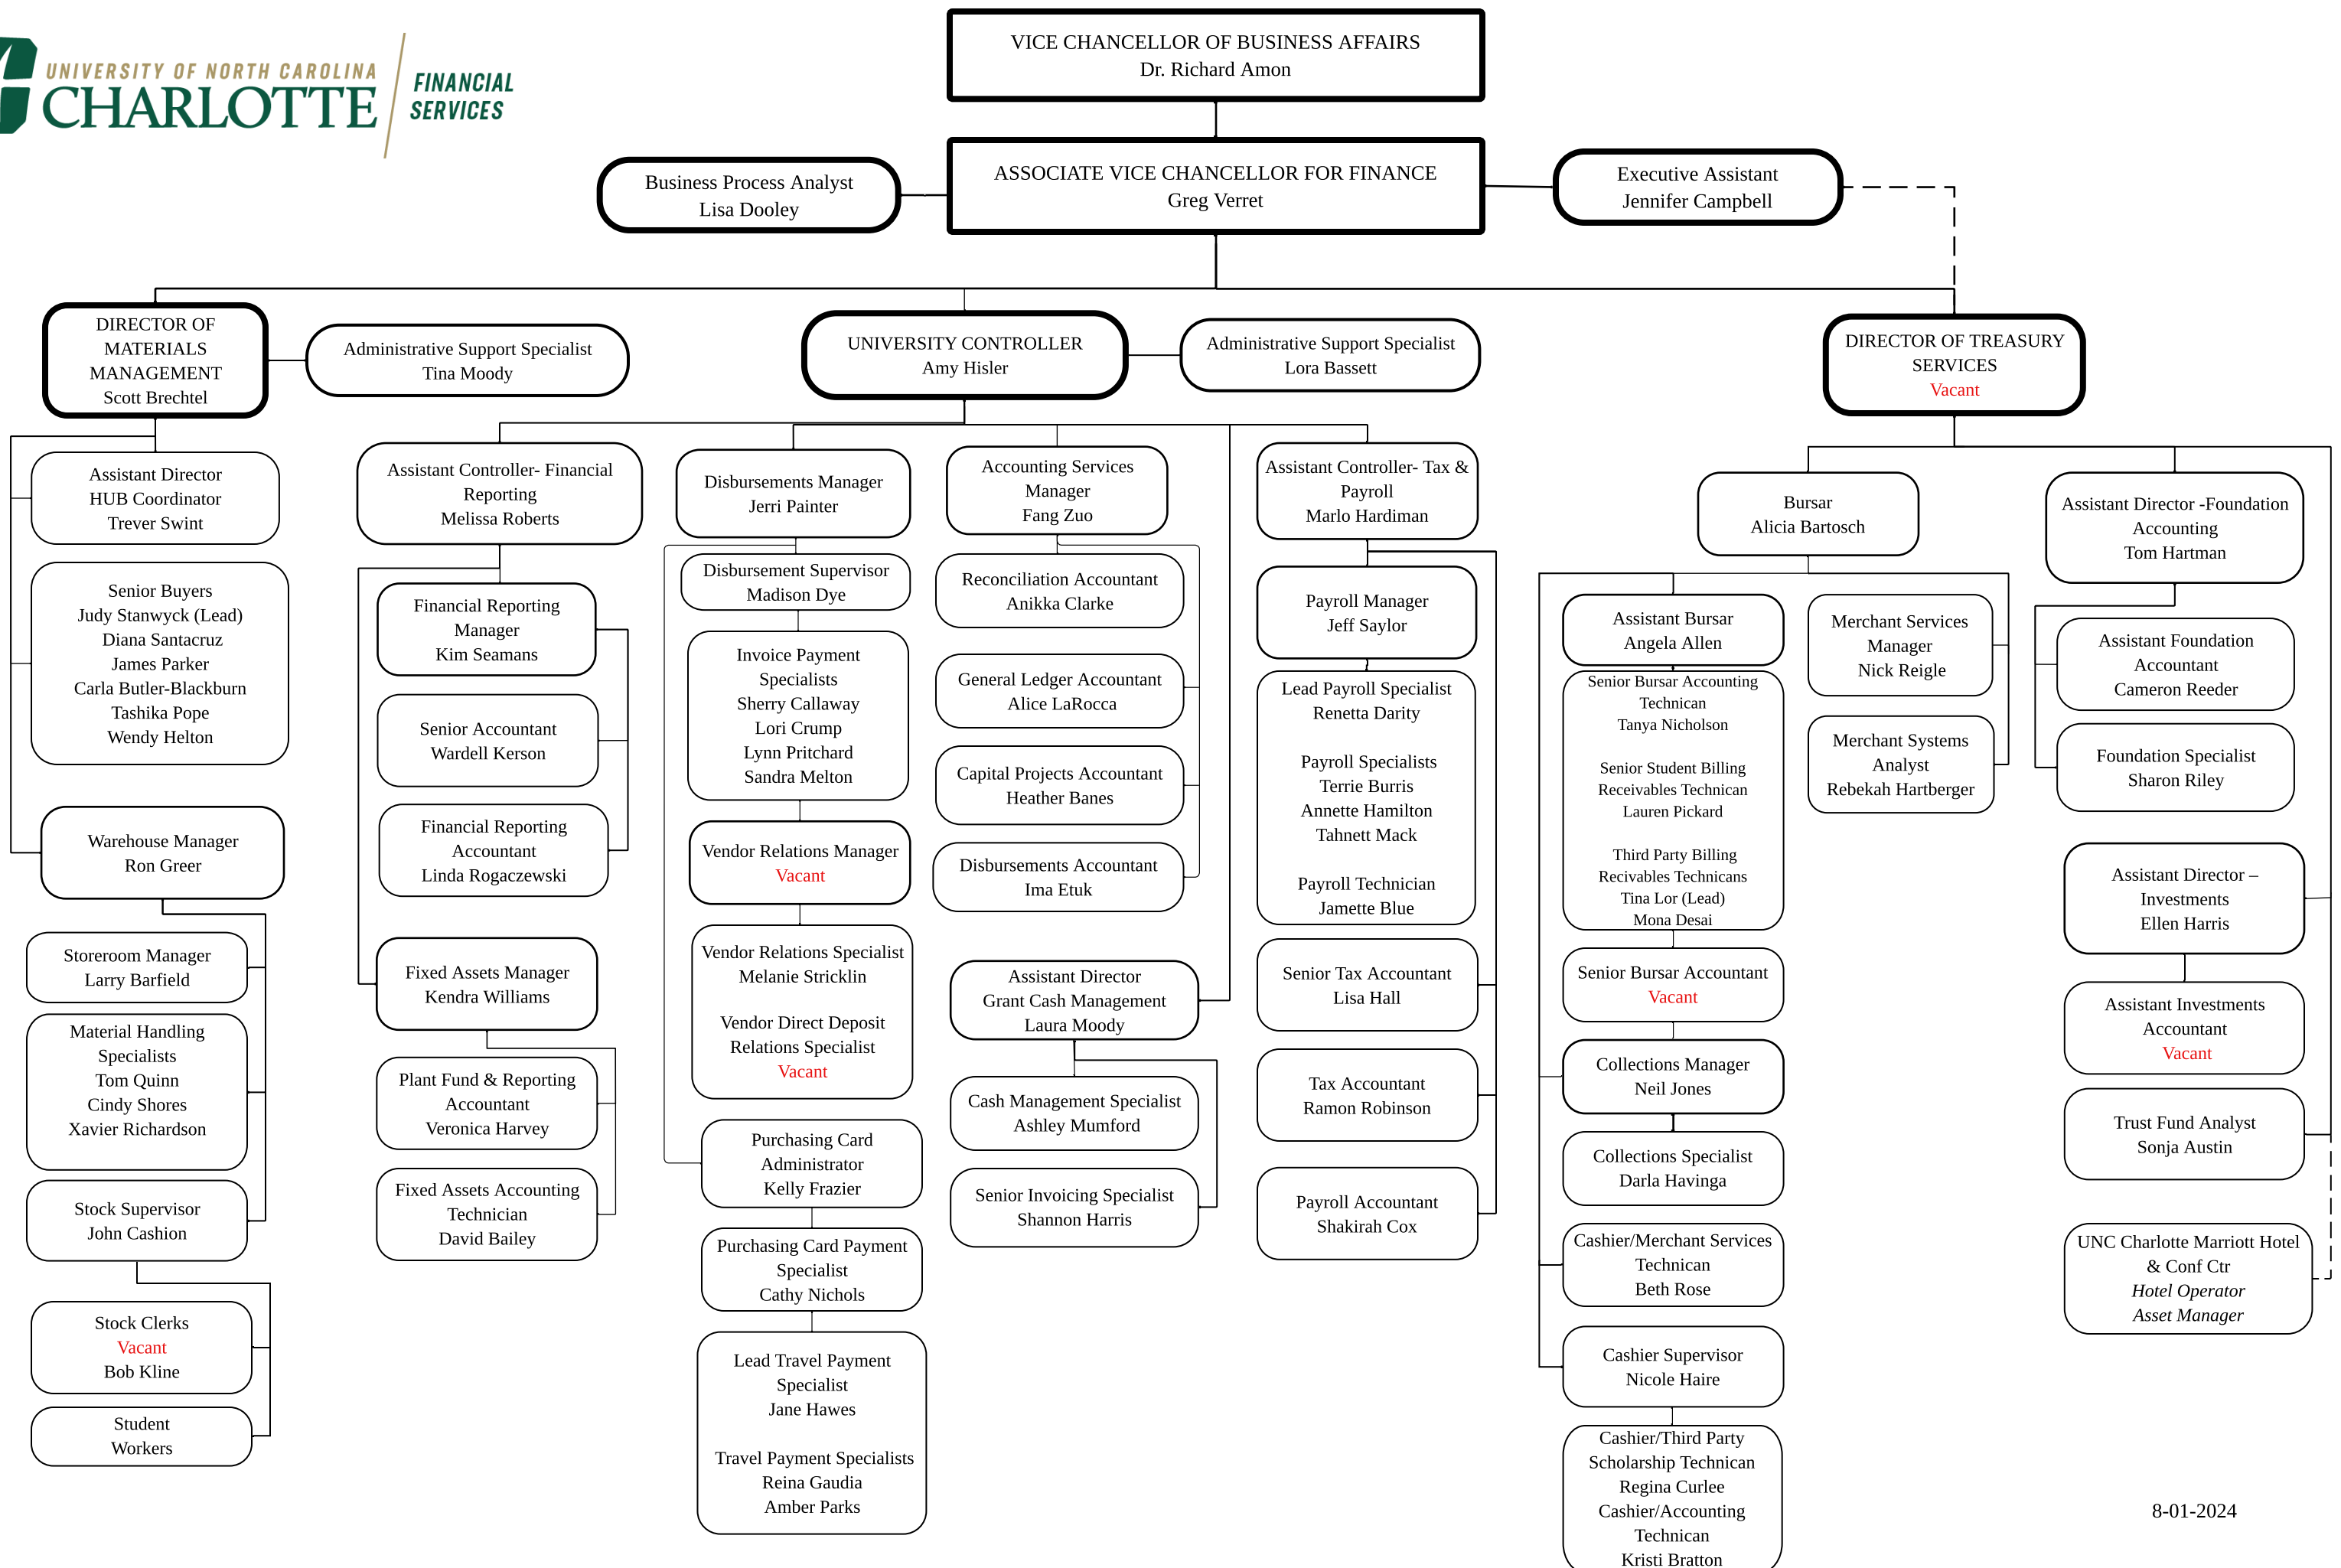 UNIVERSITY OF NORTH CAROLINA
CHARLOTTE
FINANCIAL
SERVICES
VICE CHANCELLOR OF BUSINESS AFFAIRS
Dr. Richard Amon
ASSOCIATE VICE CHANCELLOR FOR FINANCE
Greg Verret
Business Process Analyst
Lisa Dooley
Executive Assistant
Jennifer Campbell
DIRECTOR OF
MATERIALS
MANAGEMENT
Scott Brechtel
Administrative Support Specialist
Tina Moody
UNIVERSITY CONTROLLER
Amy Hisler
Administrative Support Specialist
Lora Bassett
DIRECTOR OF TREASURY
SERVICES
Vacant
Assistant Director
HUB Coordinator
Trever Swint
Senior Buyers
Judy Stanwyck (Lead)
Diana Santacruz
James Parker
Carla Butler-Blackburn
Tashika Pope
Wendy Helton
Warehouse Manager
Ron Greer
Storeroom Manager
Larry Barfield
Material Handling
Specialists
Tom Quinn
Cindy Shores
Xavier Richardson
Stock Supervisor
John Cashion
Stock Clerks
Vacant
Bob Kline
Student
Workers
Assistant Controller- Financial
Reporting
Melissa Roberts
Financial Reporting
Manager
Kim Seamans
Senior Accountant
Wardell Kerson
Financial Reporting
Accountant
Linda Rogaczewski
Fixed Assets Manager
Kendra Williams
Plant Fund & Reporting
Accountant
Veronica Harvey
Fixed Assets Accounting
Technician
David Bailey
Disbursements Manager
Jerri Painter
Disbursement Supervisor
Madison Dye
Invoice Payment
Specialists
Sherry Callaway
Lori Crump
Lynn Pritchard
Sandra Melton
Vendor Relations Manager
Vacant
Vendor Relations Specialist
Melanie Stricklin
Vendor Direct Deposit
Relations Specialist
Vacant
Purchasing Card
Administrator
Kelly Frazier
Purchasing Card Payment
Specialist
Cathy Nichols
Lead Travel Payment
Specialist
Jane Hawes
Travel Payment Specialists
Reina Gaudia
Amber Parks
Accounting Services
Manager
Fang Zuo
Reconciliation Accountant
Anikka Clarke
General Ledger Accountant
Alice LaRocca
Capital Projects Accountant
Heather Banes
Disbursements Accountant
Ima Etuk
Assistant Director
Grant Cash Management
Laura Moody
Cash Management Specialist
Ashley Mumford
Senior Invoicing Specialist
Shannon Harris
Assistant Controller- Tax &
Payroll
Marlo Hardiman
Payroll Manager
Jeff Saylor
Lead Payroll Specialist
Renetta Darity
Payroll Specialists
Terrie Burris
Annette Hamilton
Tahnett Mack
Payroll Technician
Jamette Blue
Senior Tax Accountant
Lisa Hall
Tax Accountant
Ramon Robinson
Payroll Accountant
Shakirah Cox
Bursar
Alicia Bartosch
Assistant Bursar
Angela Allen
Senior Bursar Accounting
Technican
Tanya Nicholson
Senior Student Billing
Receivables Technican
Lauren Pickard
Third Party Billing
Recivables Technicans
Tina Lor (Lead)
Mona Desai
Senior Bursar Accountant
Vacant
Collections Manager
Neil Jones
Collections Specialist
Darla Havinga
Cashier/Merchant Services
Technican
Beth Rose
Cashier Supervisor
Nicole Haire
Cashier/Third Party
Scholarship Technican
Regina Curlee
Cashier/Accounting
Technican
Kristi Bratton
Merchant Services
Manager
Nick Reigle
Merchant Systems
Analyst
Rebekah Hartberger
Assistant Director -Foundation
Accounting
Tom Hartman
Assistant Foundation
Accountant
Cameron Reeder
Foundation Specialist
Sharon Riley
Assistant Director –
Investments
Ellen Harris
Assistant Investments
Accountant
Vacant
Trust Fund Analyst
Sonja Austin
UNC Charlotte Marriott Hotel
& Conf Ctr
Hotel Operator
Asset Manager
8-01-2024